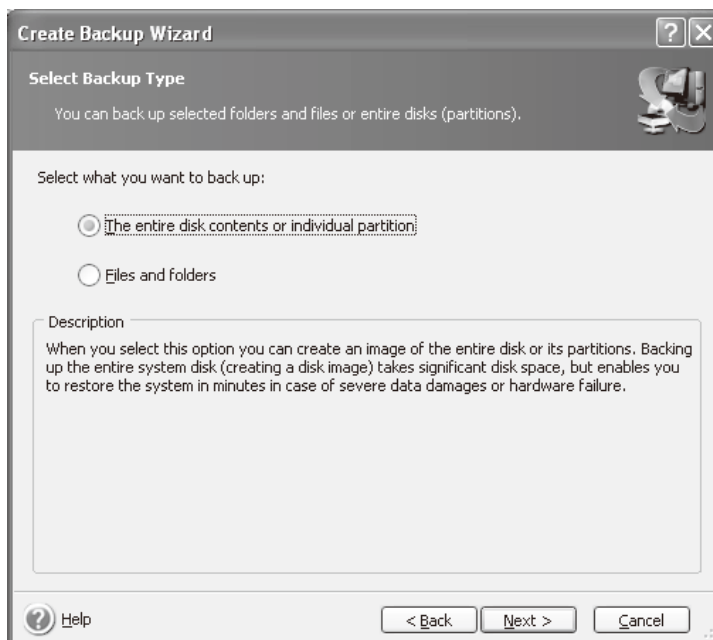 Create Backup Wizard
Select Backup Type
You can back up selected folders and files or entire disks (partitions).
Select what you want to back up:
The entire disk contents or individual partition
Files and folders
Description
When you select this option you can create an image of the entire disk or its partitions. Backing
up the entire system disk (creating a disk image) takes significant disk space, but enables you
to restore the system in minutes in case of severe data damages or hardware failure.
? Help
< Back
Next >
Cancel